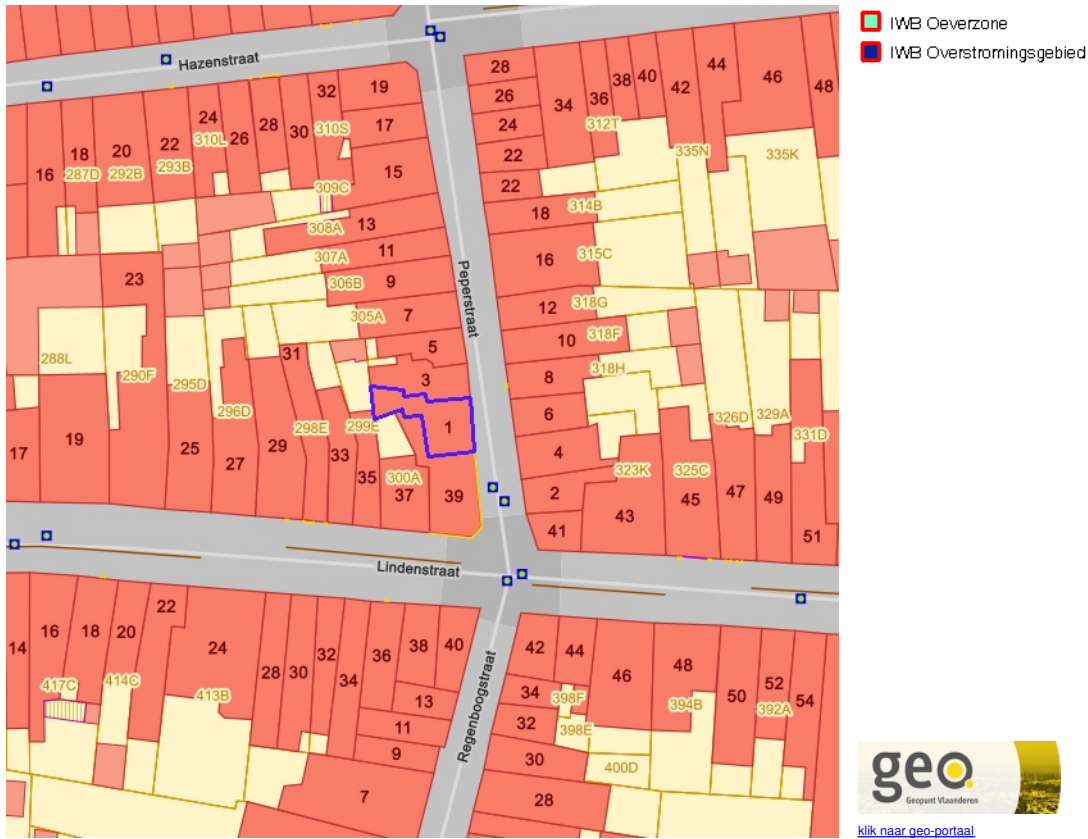 IWB Oeverzone
IWB Overstromingsgebied
Hazenstraat
28 26 24 22 22 18 16 12 10 8 6 4 2 41
34 36 38 40 42 44 46 48
312T 335N 335K
16 18 20 22 24 26 28 30 32 19
287D 292B 293B 310L 310S
17 15 13 11 9 7 5 3 1
309C 308A 307A 306B 305A
314B 315C 318G 318F 318H
Peperstraat
23
288L 290F 295D 296D 298E 299E 300A
17 19 25 27 29 31 33 35 37 39
323K 325C 326D 329A 331D
43 45 47 49 51
Lindenstraat
14 16 18 20 22 24 28 30 32 34 36 38 40
417C 414C 413B
13 11 9 7
Regenboogstraat
42 44 46 48 50 52 54
34 32 30 28
398F 398E 400D 394B 392A
geo
Geopunt Vlaanderen
klik naar geo-portaal